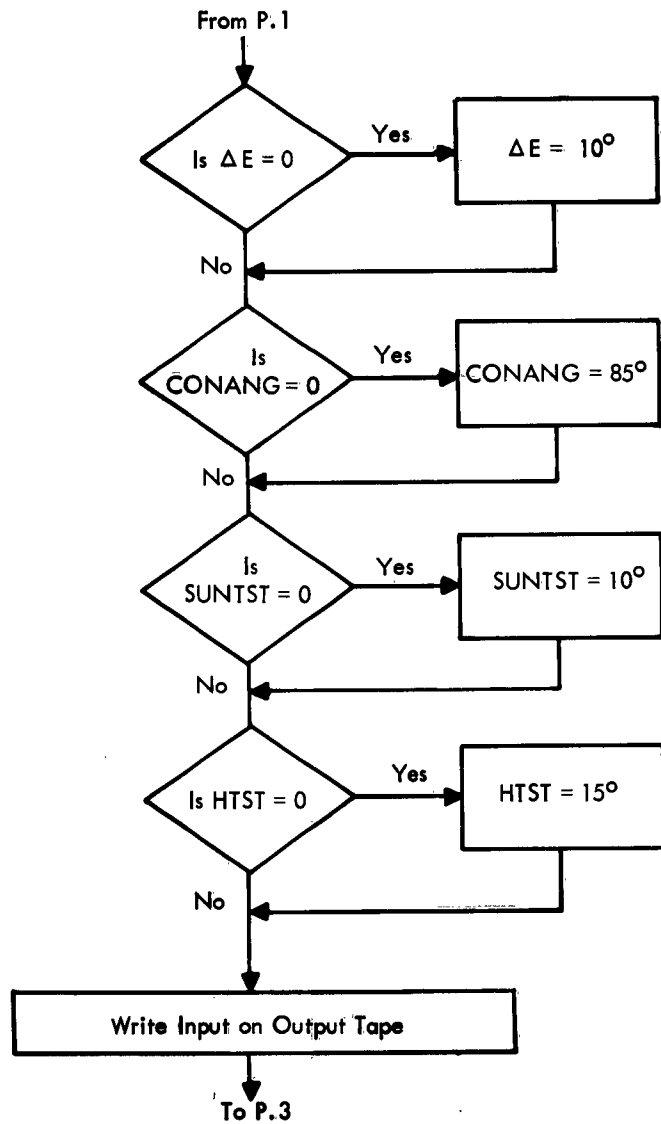 From P.1
Is ΔE = 0
Yes
ΔE = 10°
No
Is
CONANG = 0
Yes
CONANG = 85°
No
Is
SUNTST = 0
Yes
SUNTST = 10°
No
Is HTST = 0
Yes
HTST = 15°
No
Write Input on Output Tape
To P.3